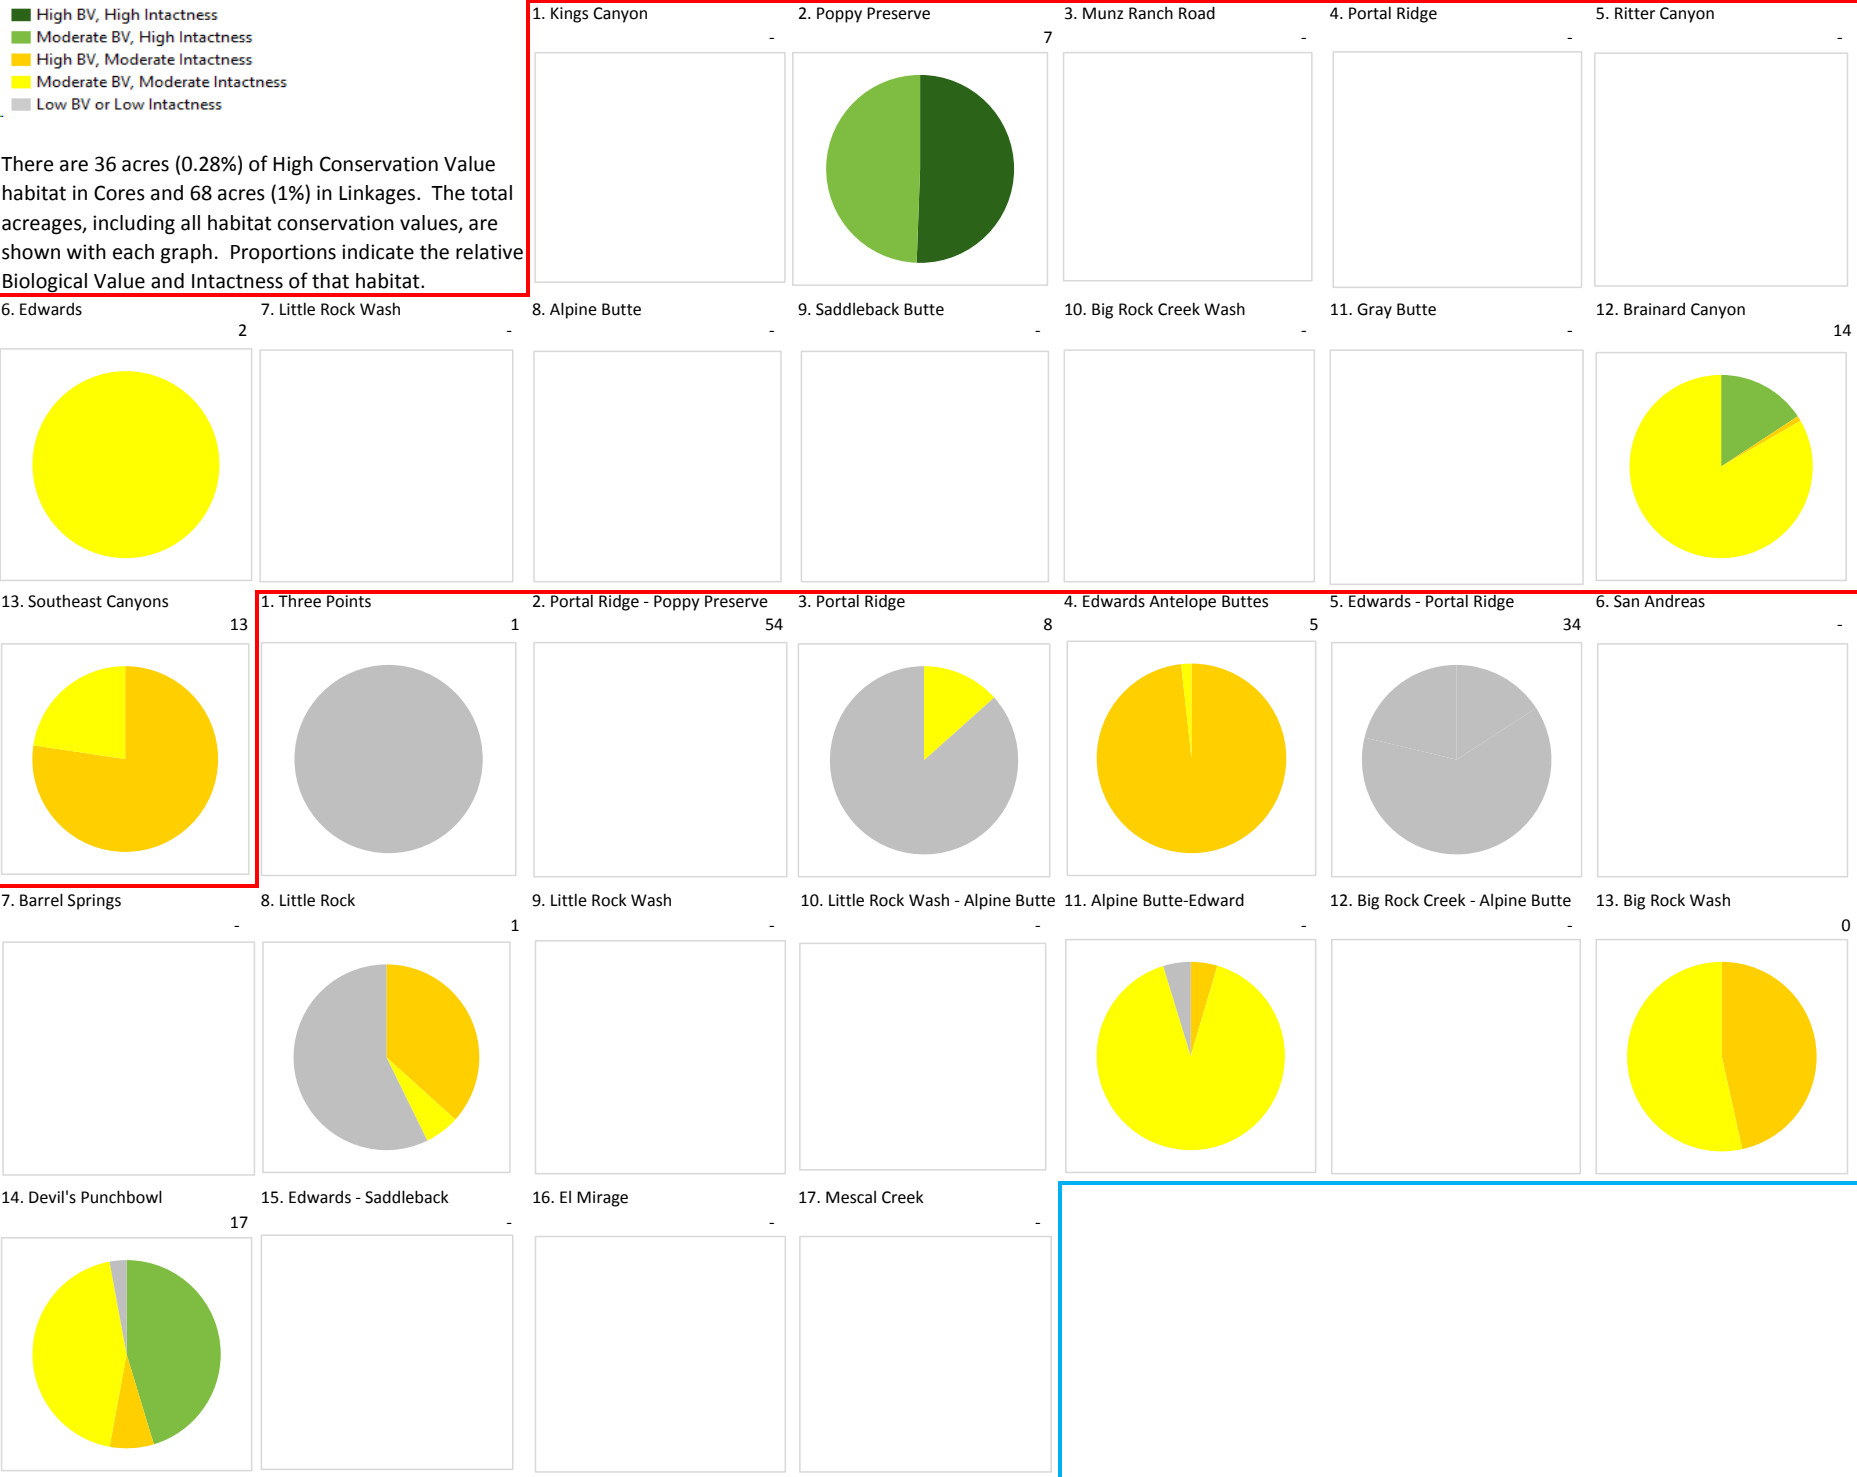 High BV, High Intactness
Moderate BV, High Intactness
High BV, Moderate Intactness
Moderate BV, Moderate Intactness
Low BV or Low Intactness
There are 36 acres (0.28%) of High Conservation Value
habitat in Cores and 68 acres (1%) in Linkages.  The total
acreages, including all habitat conservation values, are
shown with each graph.  Proportions indicate the relative
Biological Value and Intactness of that habitat.
1. Kings Canyon
-
2. Poppy Preserve
7
3. Munz Ranch Road
-
4. Portal Ridge
-
5. Ritter Canyon
-
6. Edwards
2
7. Little Rock Wash
-
8. Alpine Butte
-
9. Saddleback Butte
-
10. Big Rock Creek Wash
-
11. Gray Butte
-
12. Brainard Canyon
14
13. Southeast Canyons
13
1. Three Points
1
2. Portal Ridge - Poppy Preserve
54
3. Portal Ridge
8
4. Edwards Antelope Buttes
5
5. Edwards - Portal Ridge
34
6. San Andreas
-
7. Barrel Springs
-
8. Little Rock
1
9. Little Rock Wash
-
10. Little Rock Wash - Alpine Butte
-
11. Alpine Butte-Edward
-
12. Big Rock Creek - Alpine Butte
-
13. Big Rock Wash
0
14. Devil's Punchbowl
17
15. Edwards - Saddleback
-
16. El Mirage
-
17. Mescal Creek
-